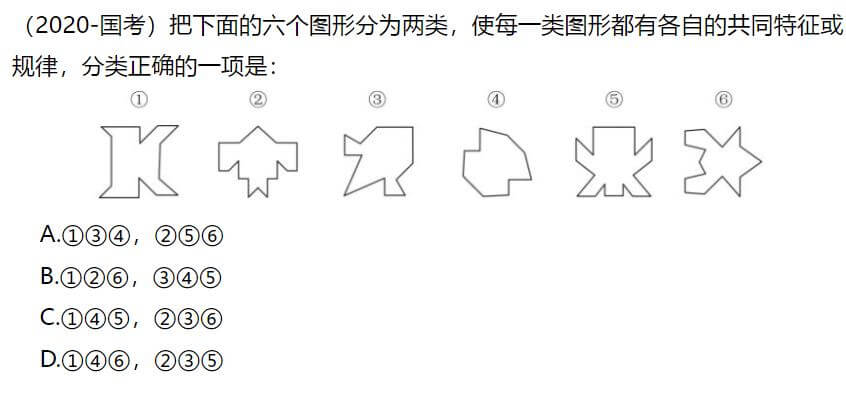 （2020-国考）把下面的六个图形分为两类，使每一类图形都有各自的共同特征或
规律，分类正确的一项是：
① ② ③ ④ ⑤ ⑥
A.①③④，②⑤⑥
B.①②⑥，③④⑤
C.①④⑤，②③⑥
D.①④⑥，②③⑤